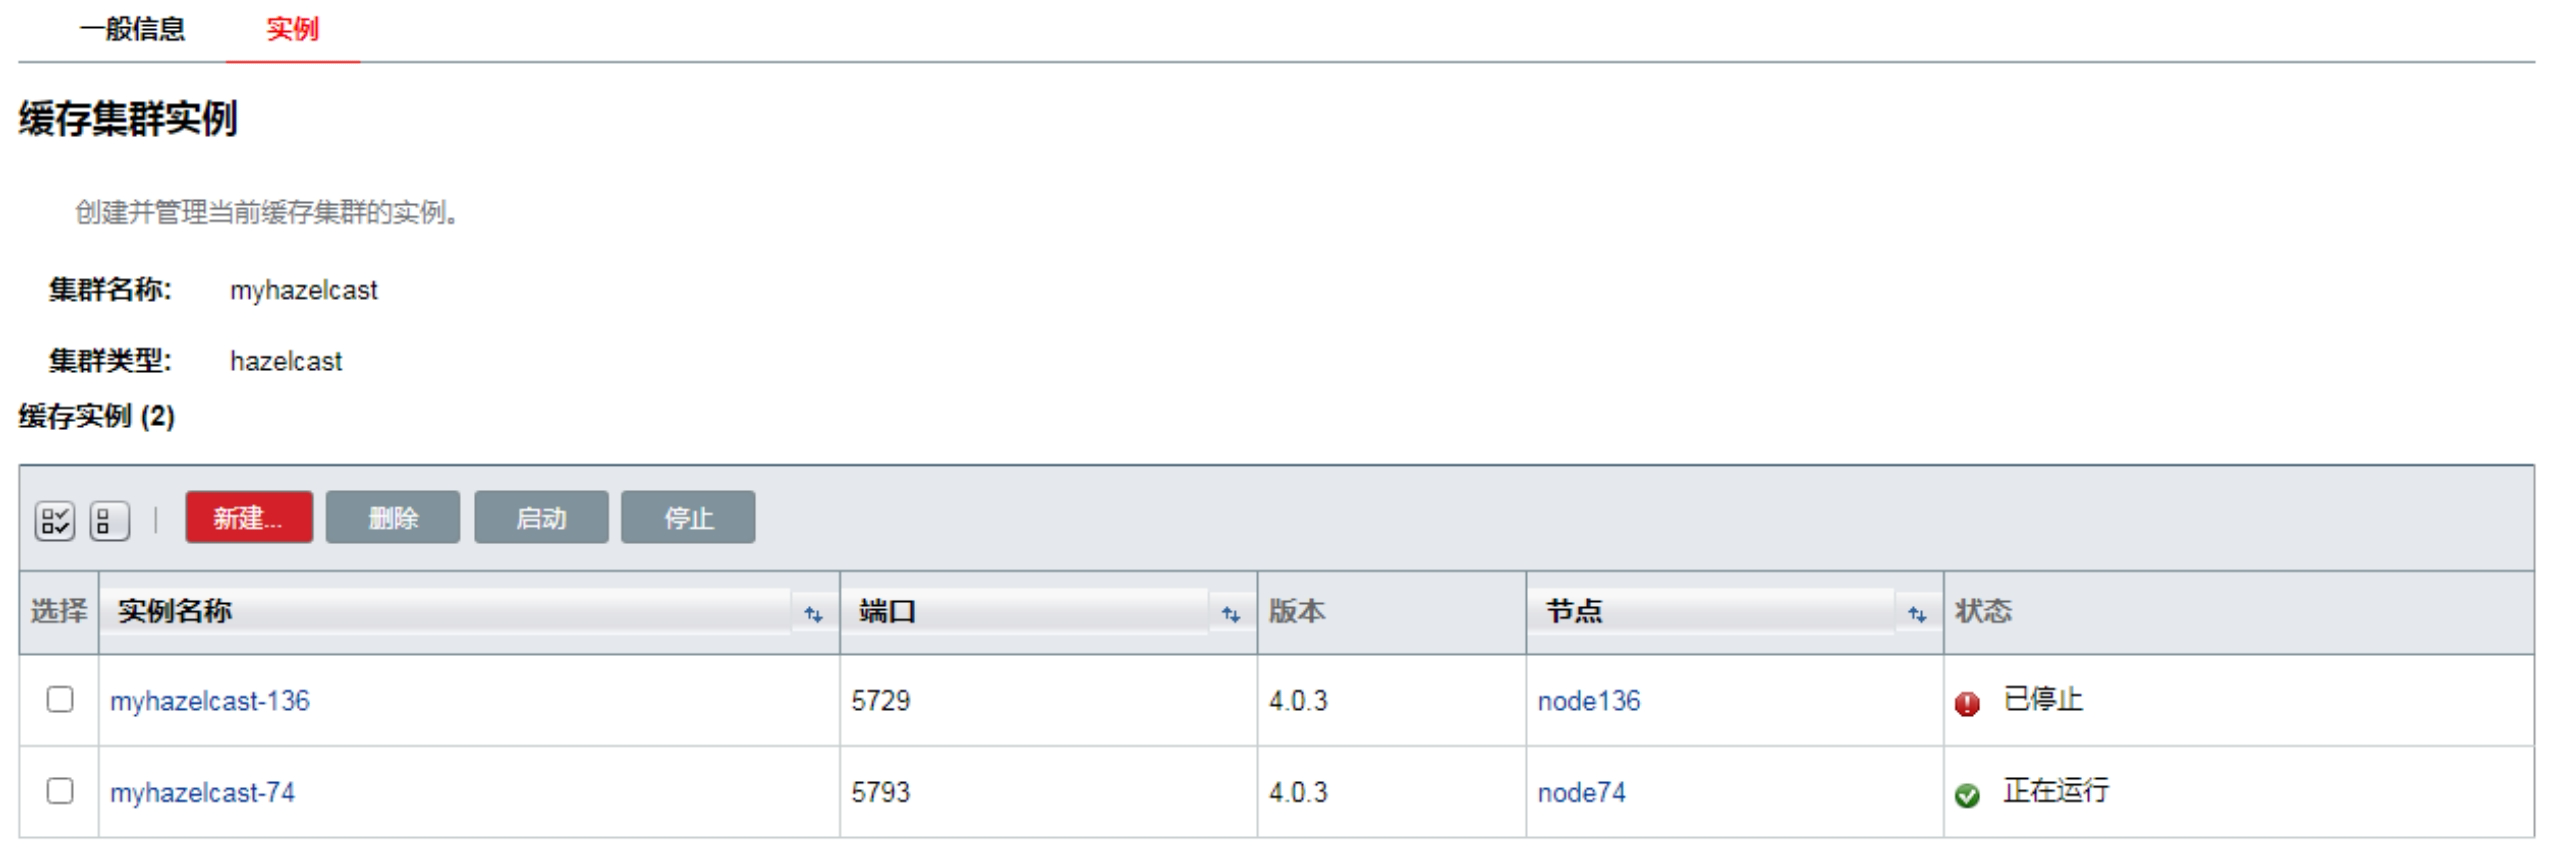 一般信息 实例
缓存集群实例
创建并管理当前缓存集群的实例。
集群名称: myhazelcast
集群类型: hazelcast
缓存实例 (2)
新建... 删除 启动 停止
选择 实例名称 端口 版本 节点 状态
myhazelcast-136 5729 4.0.3 node136 已停止
myhazelcast-74 5793 4.0.3 node74 正在运行